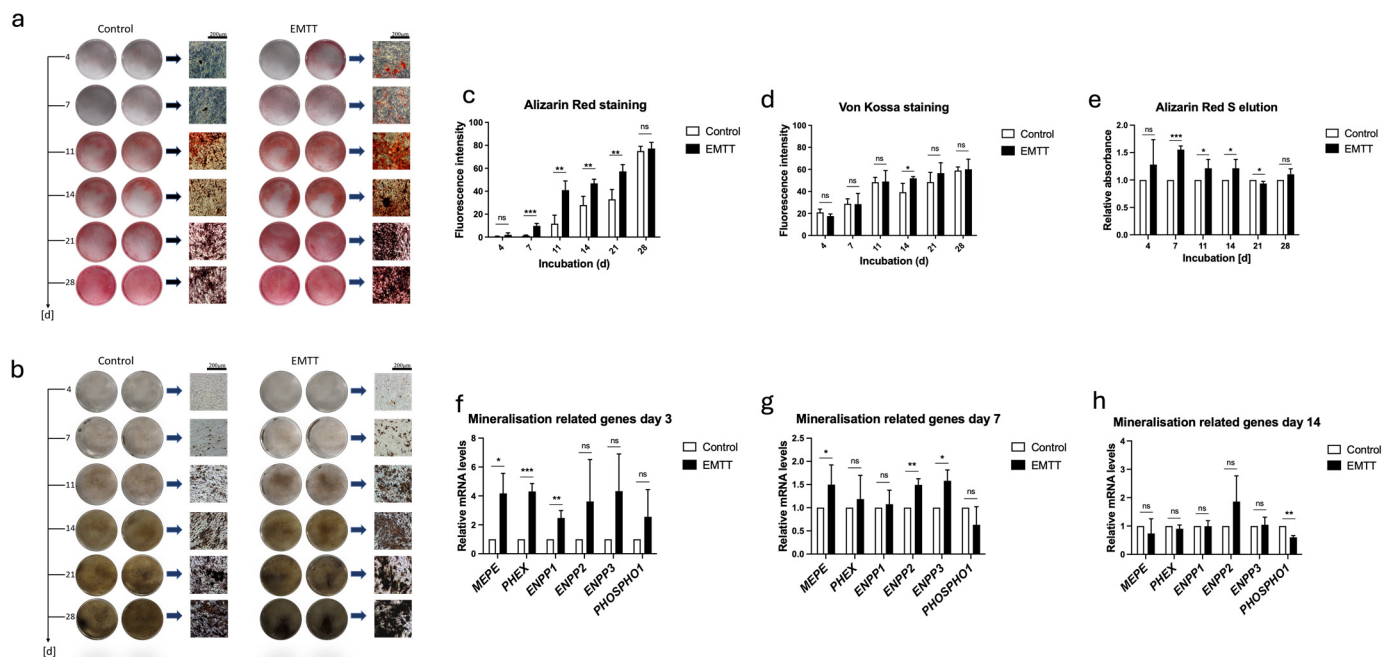 a
Control
EMTT
200µm
200µm
4
7
11
14
21
28
[d]
b
Control
EMTT
200µm
200µm
4
7
11
14
21
28
[d]
c
Alizarin Red staining
Fluorescence intensity
100
80
60
40
20
0
ns
***
**
**
**
ns
4
7
11
14
21
28
Incubation (d)
Control
EMTT
d
Von Kossa staining
Fluorescence intensity
100
80
60
40
20
0
ns
ns
ns
*
ns
ns
4
7
11
14
21
28
Incubation (d)
Control
EMTT
e
Alizarin Red S elution
Relative absorbance
2.0
1.5
1.0
0.5
0.0
ns
***
*
*
*
ns
4
7
11
14
21
28
Incubation [d]
Control
EMTT
f
Mineralisation related genes day 3
Relative mRNA levels
8
6
4
2
0
*
***
**
ns
ns
ns
MEPE
PHEX
ENPP1
ENPP2
ENPP3
PHOSPHO1
Control
EMTT
g
Mineralisation related genes day 7
Relative mRNA levels
2.5
2.0
1.5
1.0
0.5
0.0
*
ns
ns
**
*
ns
MEPE
PHEX
ENPP1
ENPP2
ENPP3
PHOSPHO1
Control
EMTT
h
Mineralisation related genes day 14
Relative mRNA levels
4
3
2
1
0
ns
ns
ns
ns
ns
**
MEPE
PHEX
ENPP1
ENPP2
ENPP3
PHOSPHO1
Control
EMTT